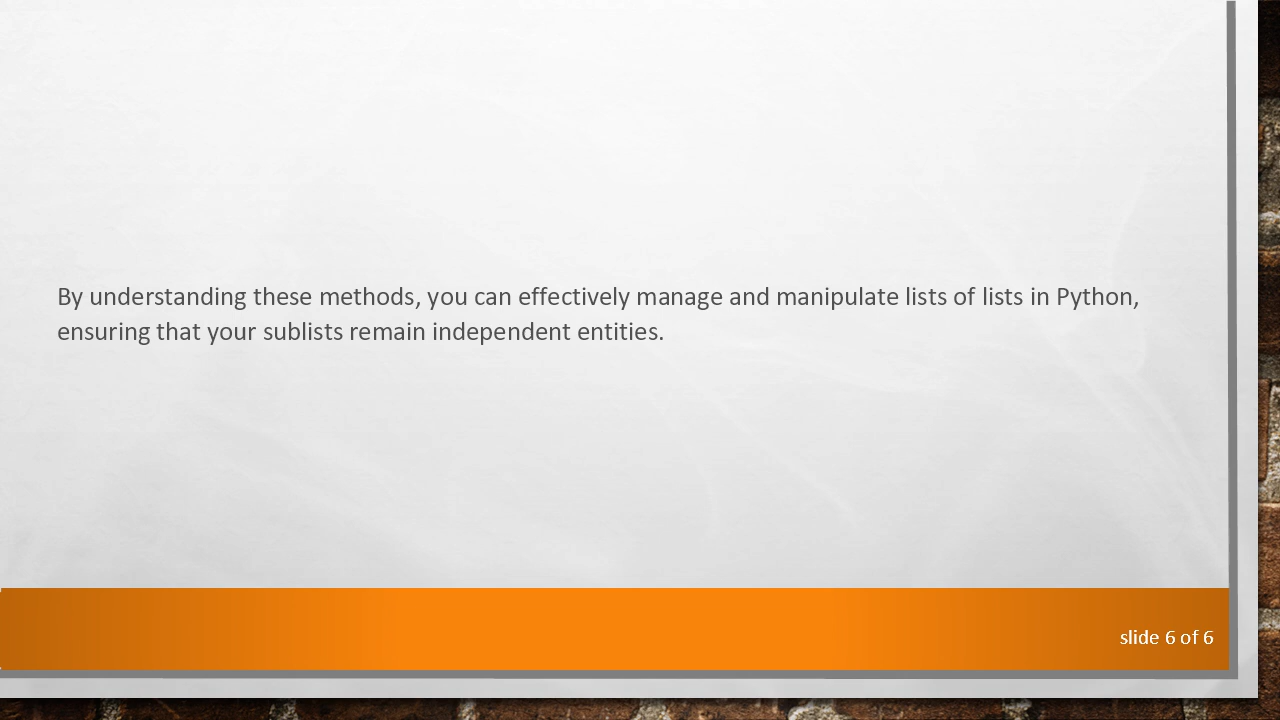 By understanding these methods, you can effectively manage and manipulate lists of lists in Python,
ensuring that your sublists remain independent entities.
slide 6 of 6